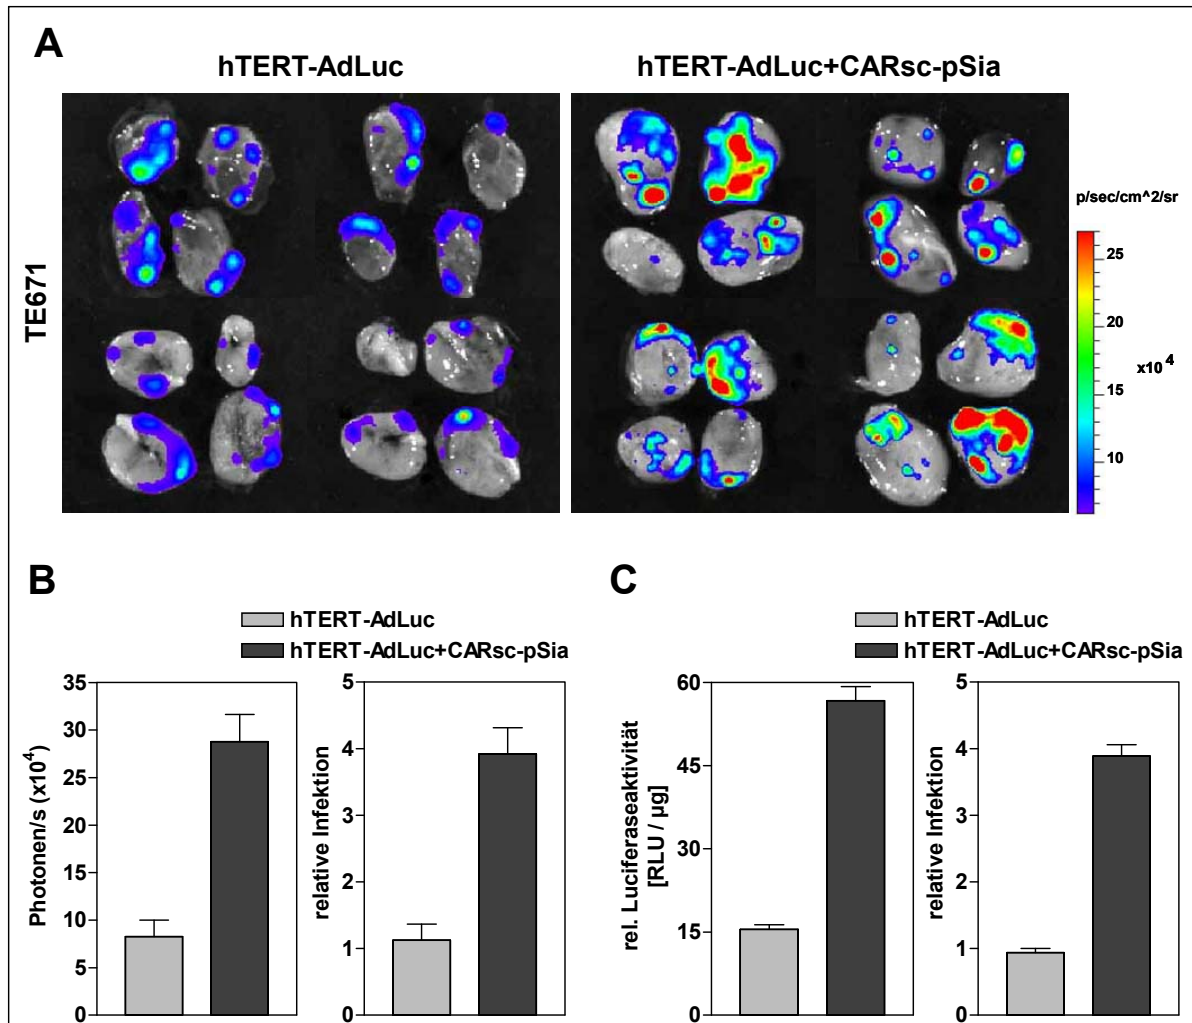 A
hTERT-AdLuc
hTERT-AdLuc+CARsc-pSia
TE671
p/sec/cm^2/sr
25
20
x10 4
15
10
B
hTERT-AdLuc
hTERT-AdLuc+CARsc-pSia
Photonen/s (x10⁴)
35
30
25
20
15
10
5
0
relative Infektion
5
4
3
2
1
0
C
hTERT-AdLuc
hTERT-AdLuc+CARsc-pSia
rel. Luciferaseaktivität
[RLU / µg]
60
45
30
15
0
relative Infektion
5
4
3
2
1
0